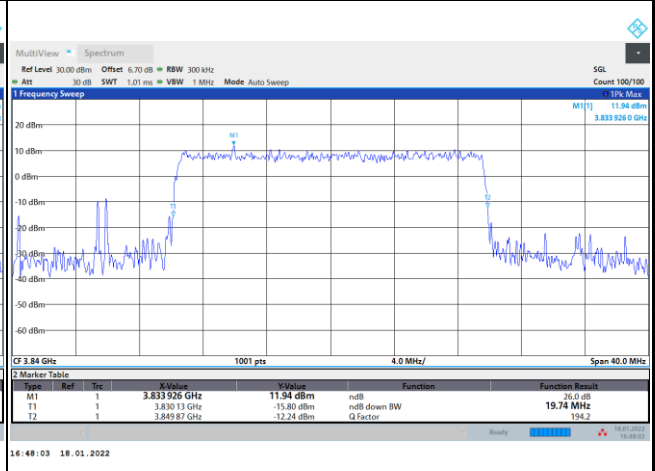 MultiView Spectrum
Ref Level 30.00 dBm Offset 6.70 dB RBW 300 kHz SGL
Att 30 dB SWT 1.01 ms VBW 1 MHz Mode Auto Sweep Count 100/100
1 Frequency Sweep 1Pk Max
M1[1] 11.94 dBm
3.833 926 0 GHz
20 dBm
M1
10 dBm
0 dBm
-10 dBm
T1
T2
-20 dBm
-30 dBm
-40 dBm
-50 dBm
-60 dBm
CF 3.84 GHz 1001 pts 4.0 MHz/ Span 40.0 MHz
2 Marker Table
Type Ref Trc X-Value Y-Value Function Function Result
M1 1 3.833 926 GHz 11.94 dBm ndB 26.0 dB
T1 1 3.830 13 GHz -15.80 dBm ndB down BW 19.74 MHz
T2 1 3.849 87 GHz -12.24 dBm Q Factor 194.2
Ready 18.01.2022
16:48:02
16:48:03 18.01.2022